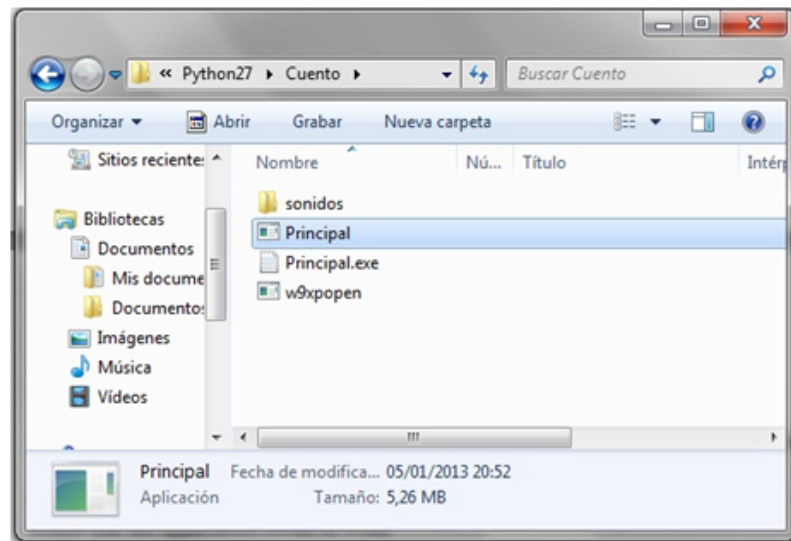 « Python27 ▸ Cuento ▸ Buscar Cuento
Organizar Abrir Grabar Nueva carpeta
Sitios reciente:
Bibliotecas
Documentos
Mis docume
Documento:
Imágenes
Música
Vídeos
Nombre Nú... Título Intérp
sonidos
Principal
Principal.exe
w9xpopen
Principal Fecha de modifica... 05/01/2013 20:52
Aplicación Tamaño: 5,26 MB